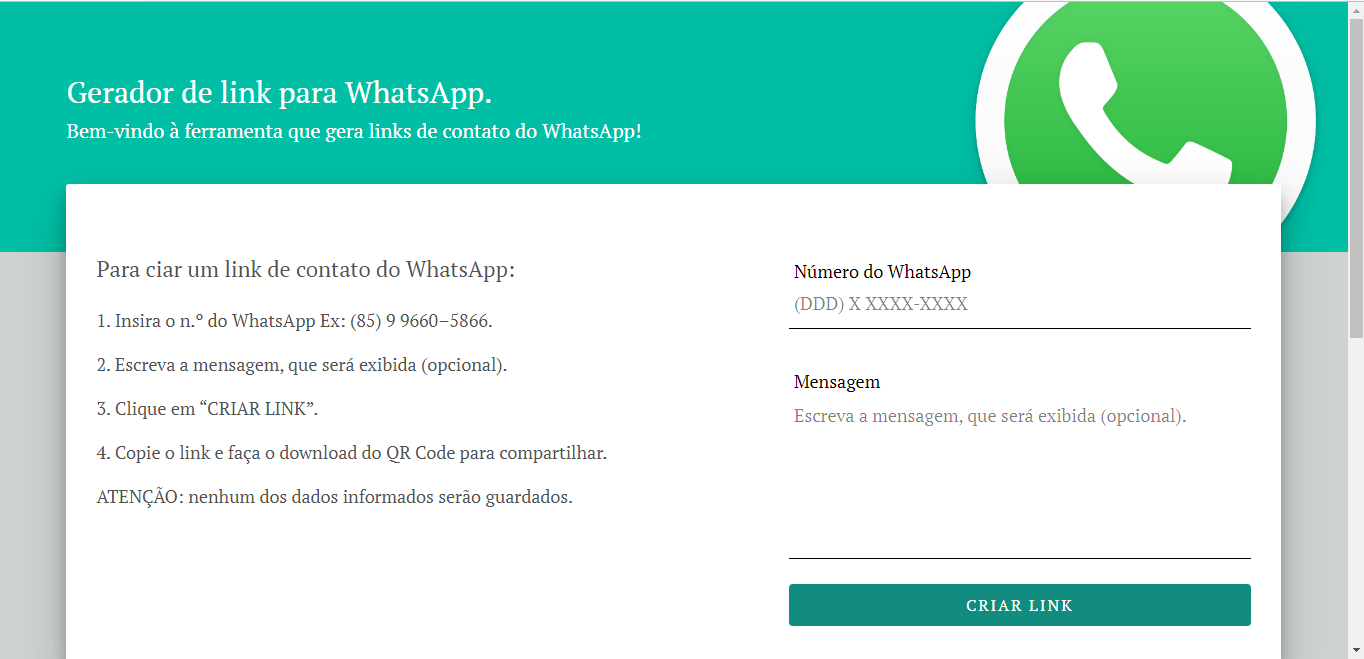 Gerador de link para WhatsApp.
Bem-vindo à ferramenta que gera links de contato do WhatsApp!
Para ciar um link de contato do WhatsApp:
1. Insira o n.º do WhatsApp Ex: (85) 9 9660–5866.
2. Escreva a mensagem, que será exibida (opcional).
3. Clique em “CRIAR LINK”.
4. Copie o link e faça o download do QR Code para compartilhar.
ATENÇÃO: nenhum dos dados informados serão guardados.
Número do WhatsApp
(DDD) X XXXX-XXXX
Mensagem
Escreva a mensagem, que será exibida (opcional).
CRIAR LINK